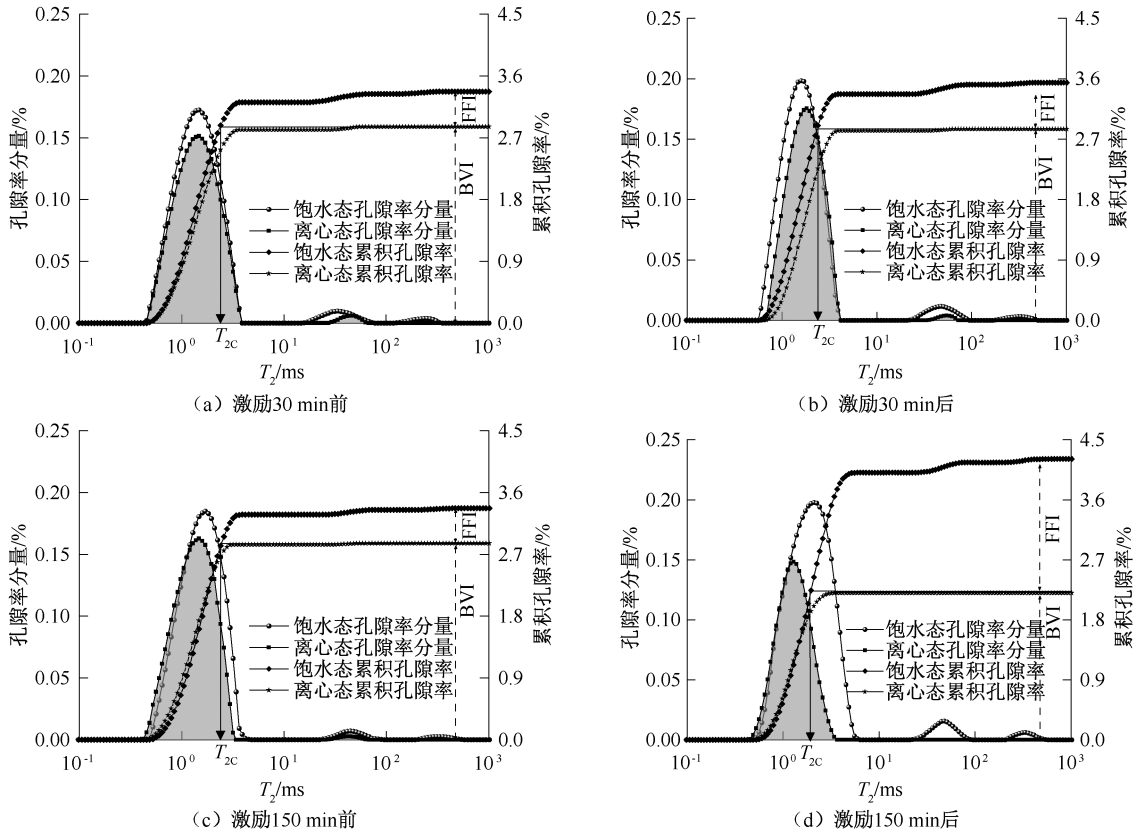 0.25
0.20
0.15
0.10
0.05
0.00
孔隙率分量/%
4.5
3.6
2.7
1.8
0.9
0.0
累积孔隙率/%
FFI
BVI
饱水态孔隙率分量
离心态孔隙率分量
饱水态累积孔隙率
离心态累积孔隙率
T2C
10-1 100 101 102 103
T2/ms
（a）激励30 min前
0.25
0.20
0.15
0.10
0.05
0.00
孔隙率分量/%
4.5
3.6
2.7
1.8
0.9
0.0
累积孔隙率/%
FFI
BVI
饱水态孔隙率分量
离心态孔隙率分量
饱水态累积孔隙率
离心态累积孔隙率
T2C
10-1 100 101 102 103
T2/ms
（b）激励30 min后
0.25
0.20
0.15
0.10
0.05
0.00
孔隙率分量/%
4.5
3.6
2.7
1.8
0.9
0.0
累积孔隙率/%
FFI
BVI
饱水态孔隙率分量
离心态孔隙率分量
饱水态累积孔隙率
离心态累积孔隙率
T2C
10-1 100 101 102 103
T2/ms
（c）激励150 min前
0.25
0.20
0.15
0.10
0.05
0.00
孔隙率分量/%
4.5
3.6
2.7
1.8
0.9
0.0
累积孔隙率/%
FFI
BVI
饱水态孔隙率分量
离心态孔隙率分量
饱水态累积孔隙率
离心态累积孔隙率
T2C
10-1 100 101 102 103
T2/ms
（d）激励150 min后